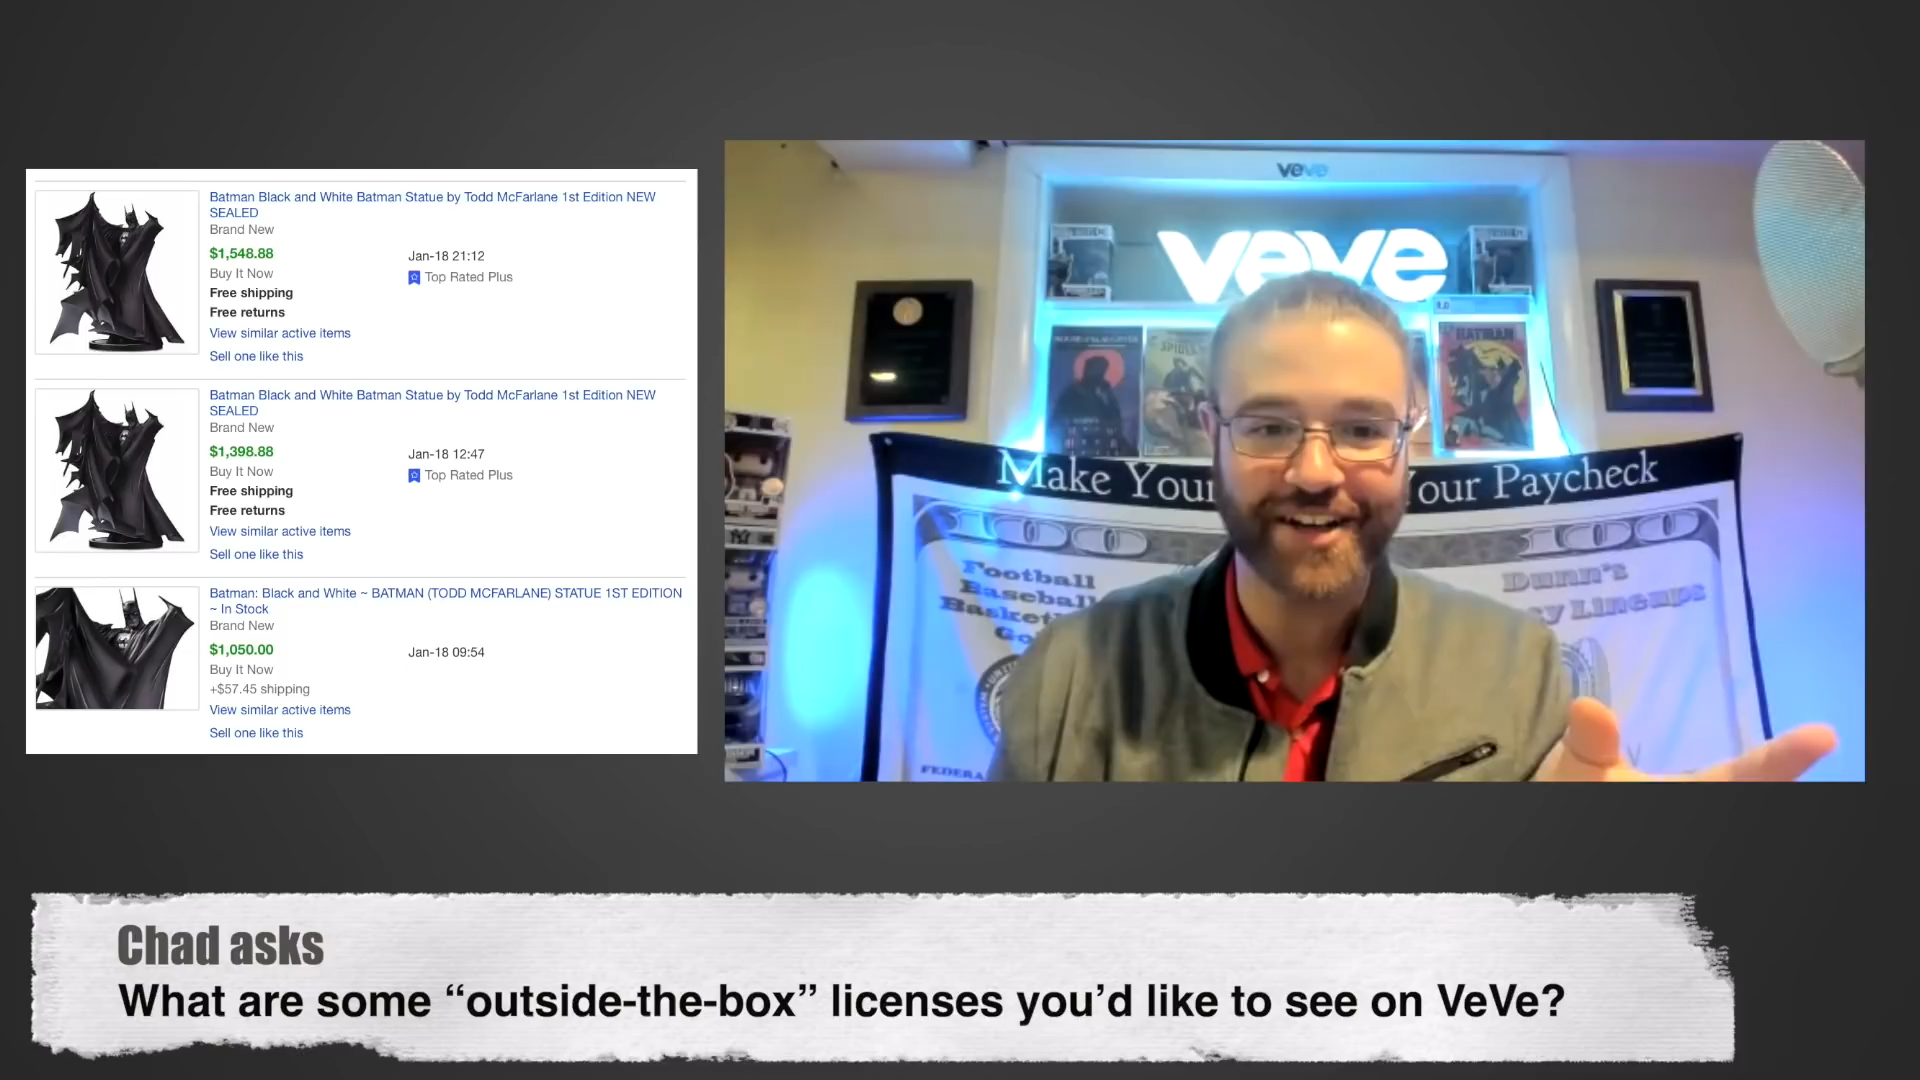 Batman Black and White Batman Statue by Todd McFarlane 1st Edition NEW
SEALED
Brand New
$1,548.88
Buy It Now
Free shipping
Free returns
View similar active items
Sell one like this
Jan-18 21:12
Top Rated Plus
Batman Black and White Batman Statue by Todd McFarlane 1st Edition NEW
SEALED
Brand New
$1,398.88
Buy It Now
Free shipping
Free returns
View similar active items
Sell one like this
Jan-18 12:47
Top Rated Plus
Batman: Black and White ~ BATMAN (TODD MCFARLANE) STATUE 1ST EDITION
~ In Stock
Brand New
$1,050.00
Buy It Now
+$57.45 shipping
View similar active items
Sell one like this
Jan-18 09:54
veve
veve
BATMAN
Make Your
our Paycheck
100
100
Football
Baseball
Dunn's
Lineups
Chad asks
What are some “outside-the-box” licenses you’d like to see on VeVe?